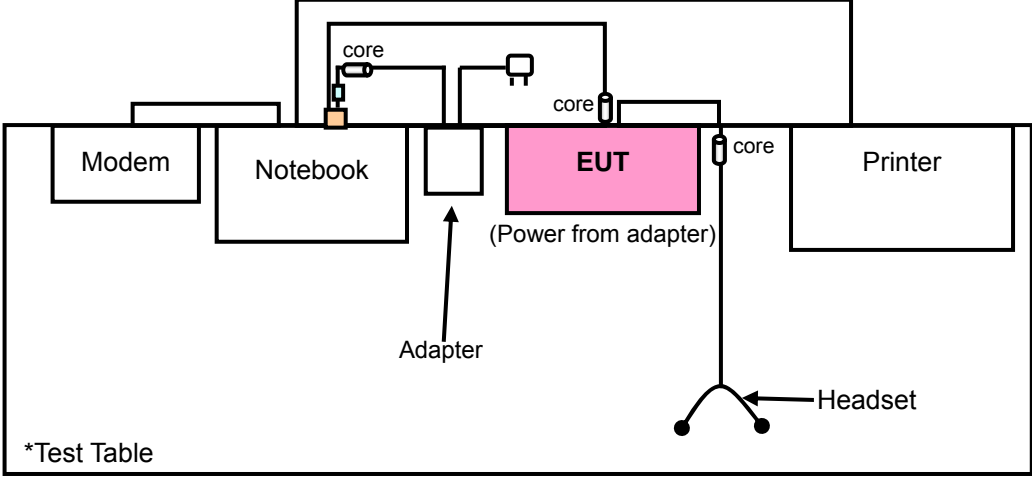 core
core
core
Modem
Notebook
EUT
Printer
(Power from adapter)
Adapter
Headset
*Test Table